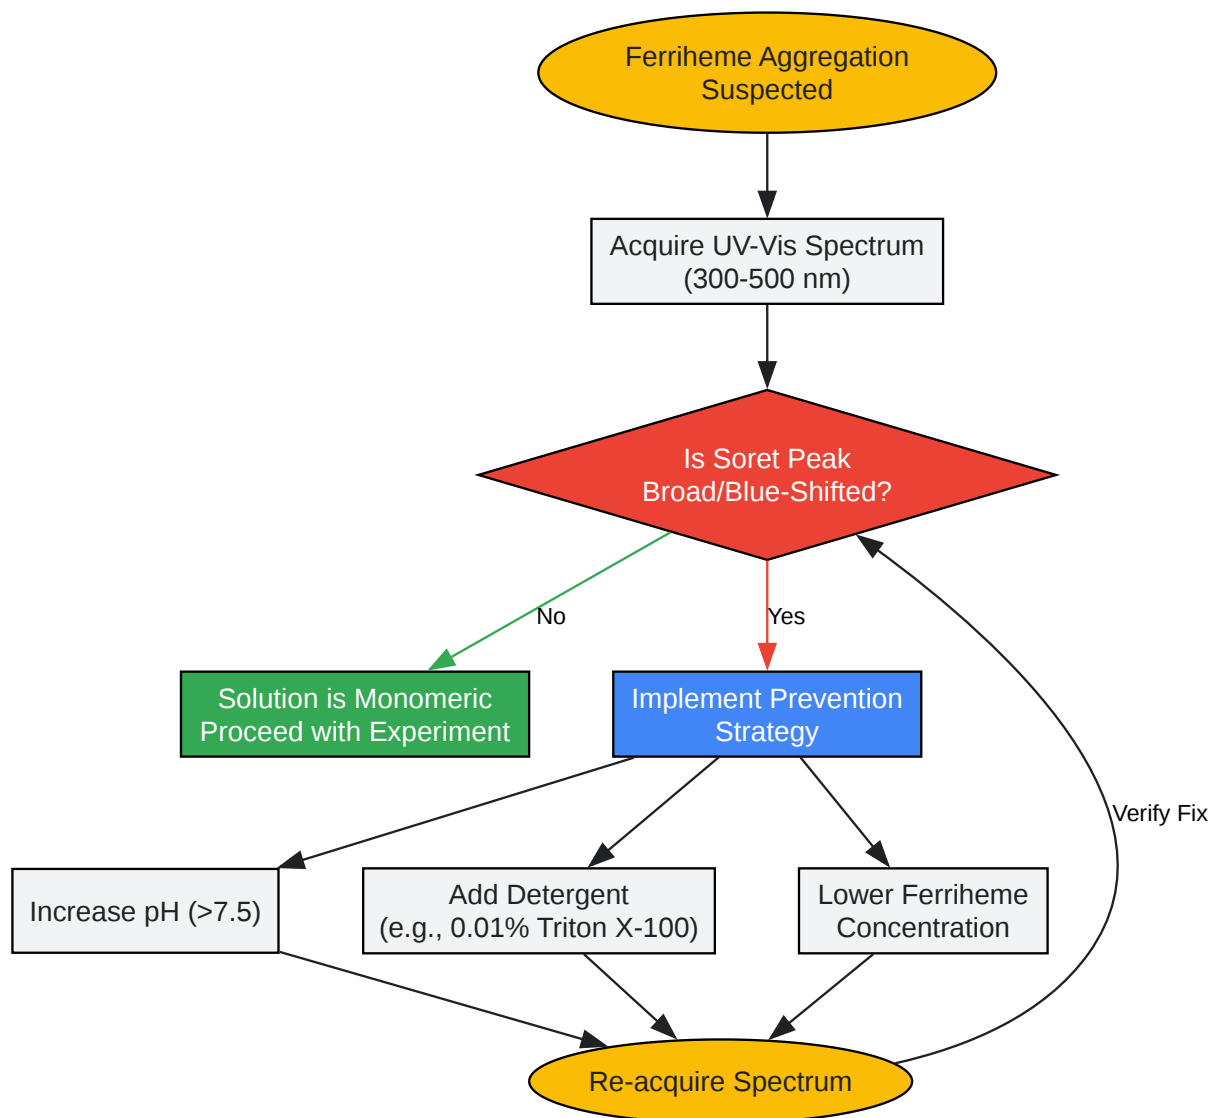 Ferriheme Aggregation
Suspected
Acquire UV-Vis Spectrum
(300-500 nm)
Is Soret Peak
Broad/Blue-Shifted?
No
Yes
Solution is Monomeric
Proceed with Experiment
Implement Prevention
Strategy
Verify Fix
Increase pH (>7.5)
Add Detergent
(e.g., 0.01% Triton X-100)
Lower Ferriheme
Concentration
Re-acquire Spectrum